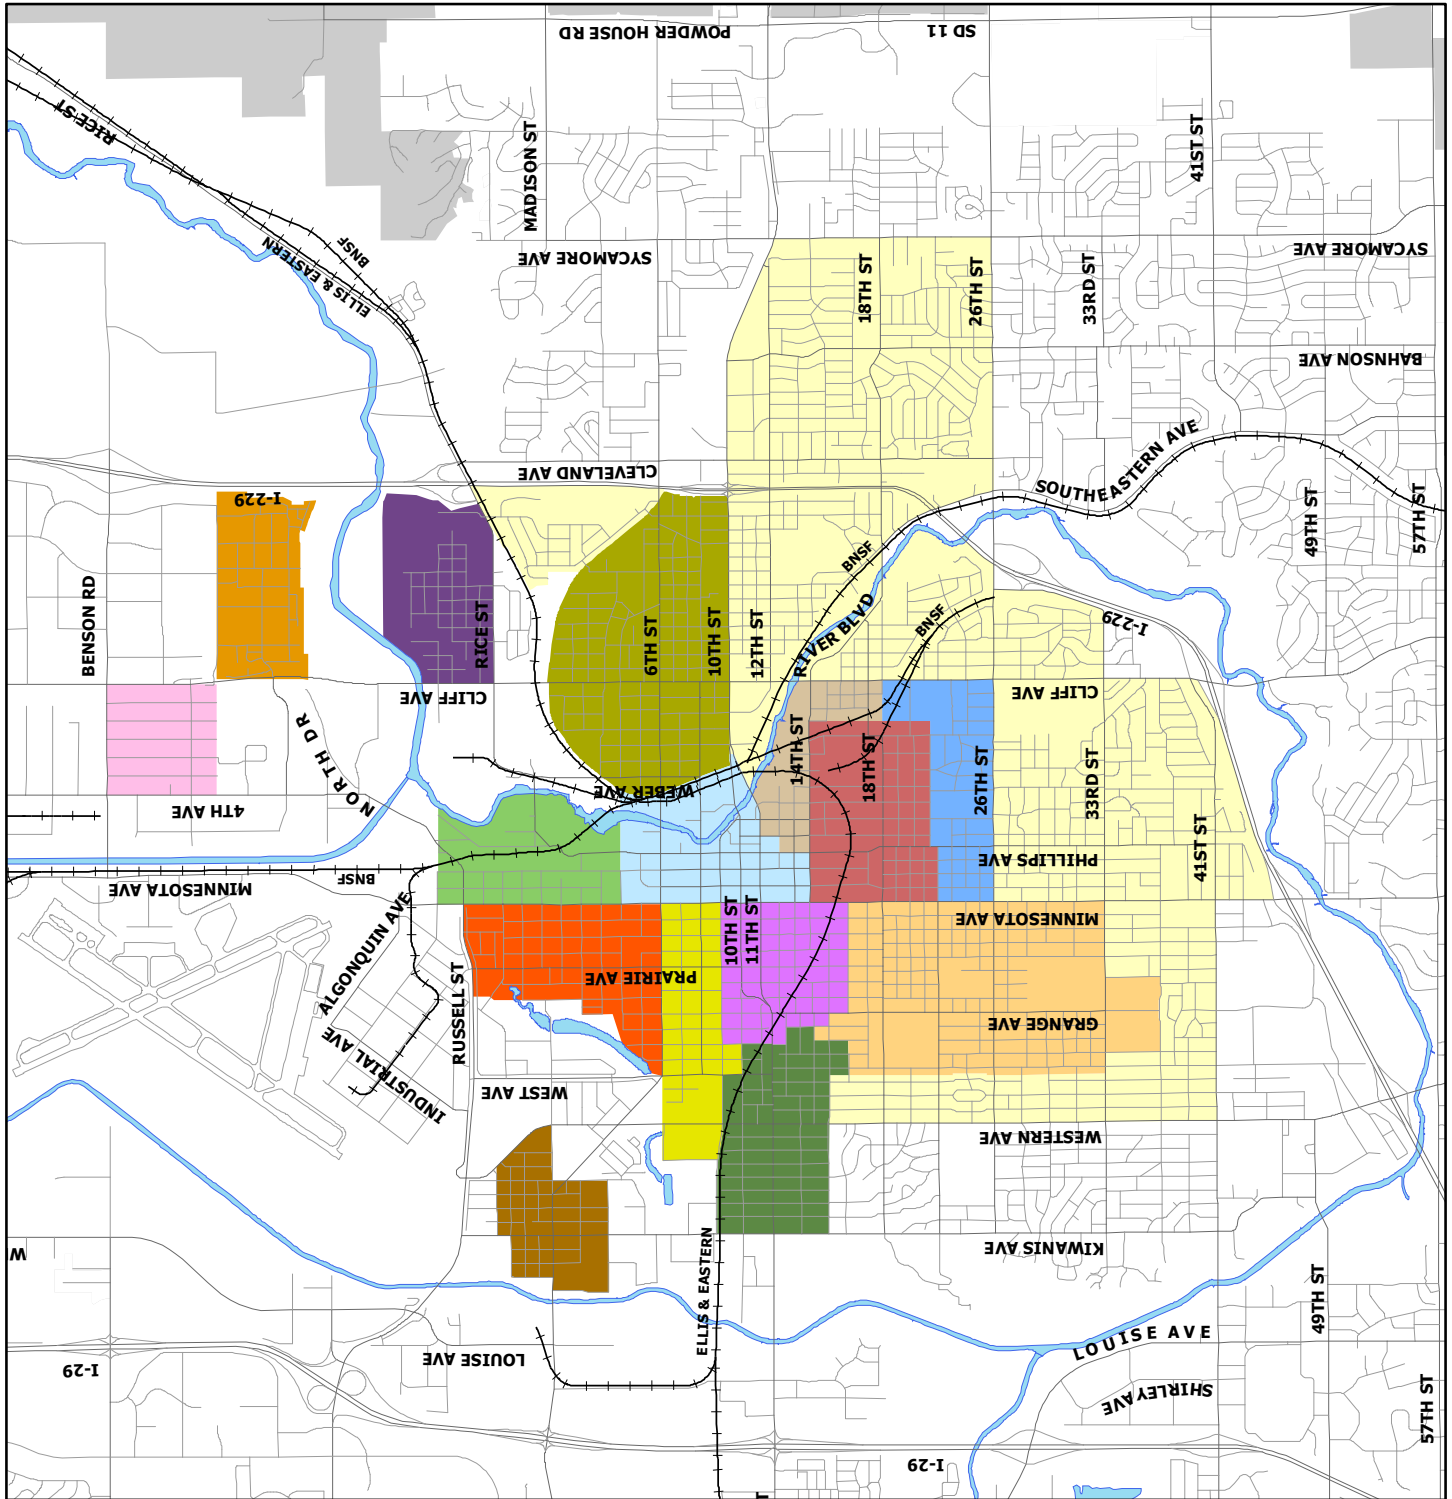 POWDER HOUSE RD
SD 11
RICE ST
MADISON ST
41ST ST
BNSF
ELLIS & EASTERN
SYCAMORE AVE
SYCAMORE AVE
18TH ST
26TH ST
33RD ST
BAHNSON AVE
CLEVELAND AVE
SOUTHEASTERN AVE
I-229
49TH ST
57TH ST
BNSF
BENSON RD
RICE ST
6TH ST
10TH ST
12TH ST
RIVER BLVD
BNSF
I-229
CLIFF AVE
CLIFF AVE
NORTH DR
14TH ST
18TH ST
26TH ST
33RD ST
4TH AVE
WEBER AVE
41ST ST
PHILLIPS AVE
MINNESOTA AVE
BNSF
ALGONQUIN AVE
10TH ST
11TH ST
MINNESOTA AVE
RUSSELL ST
PRAIRIE AVE
GRANGE AVE
INDUSTRIAL AVE
WEST AVE
WESTERN AVE
W
KIWANIS AVE
ELLIS & EASTERN
49TH ST
LOUISE AVE
LOUISE AVE
I-29
SHIRLEY AVE
57TH ST
I-29